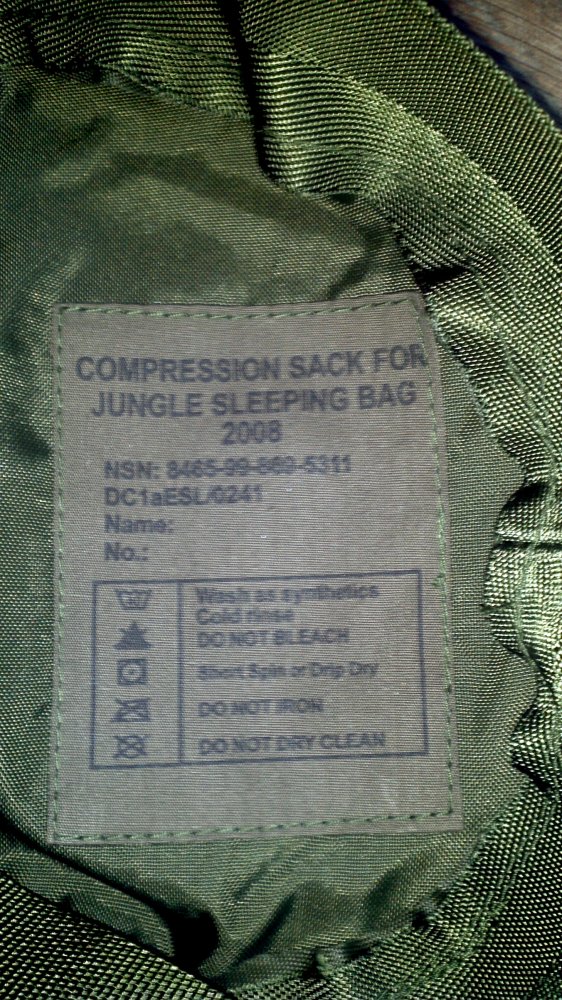 COMPRESSION SACK FOR
JUNGLE SLEEPING BAG
2008
NSN: 8465-99-869-5311
DC1aESL/0241
Name:
No.:
Wash as synthetics
Cold rinse
DO NOT BLEACH
Short Spin or Drip Dry
DO NOT IRON
DO NOT DRY CLEAN